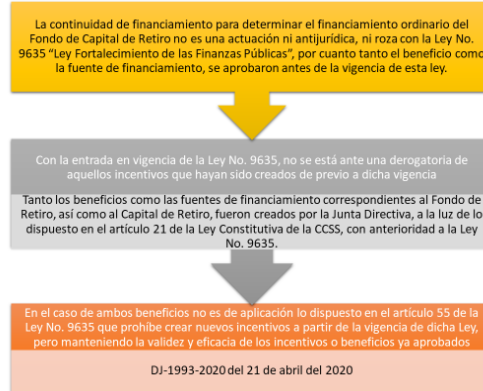 La continuidad de financiamiento para determinar el financiamiento ordinario del
Fondo de Capital de Retiro no es una actuación ni antijurídica, ni roza con la Ley No.
9635 “Ley Fortalecimiento de las Finanzas Públicas”, por cuanto tanto el beneficio como
la fuente de financiamiento, se aprobaron antes de la vigencia de esta ley.
Con la entrada en vigencia de la Ley No. 9635, no se está ante una derogatoria de
aquellos incentivos que hayan sido creados de previo a dicha vigencia
Tanto los beneficios como las fuentes de financiamiento correspondientes al Fondo de
Retiro, así como al Capital de Retiro, fueron creados por la Junta Directiva, a la luz de lo
dispuesto en el artículo 21 de la Ley Constitutiva de la CCSS, con anterioridad a la Ley
No. 9635.
En el caso de ambos beneficios no es de aplicación lo dispuesto en el artículo 55 de la
Ley No. 9635 que prohíbe crear nuevos incentivos a partir de la vigencia de dicha Ley,
pero manteniendo la validez y eficacia de los incentivos o beneficios ya aprobados
DJ-1993-2020 del 21 de abril del 2020